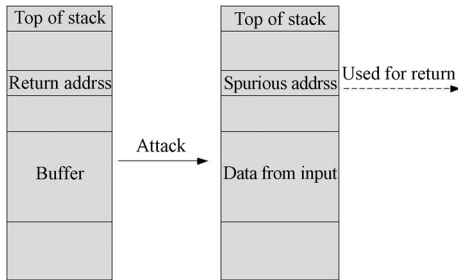 Top of stack
Return addrss
Buffer
Attack
Top of stack
Spurious addrss
Used for return
Data from input